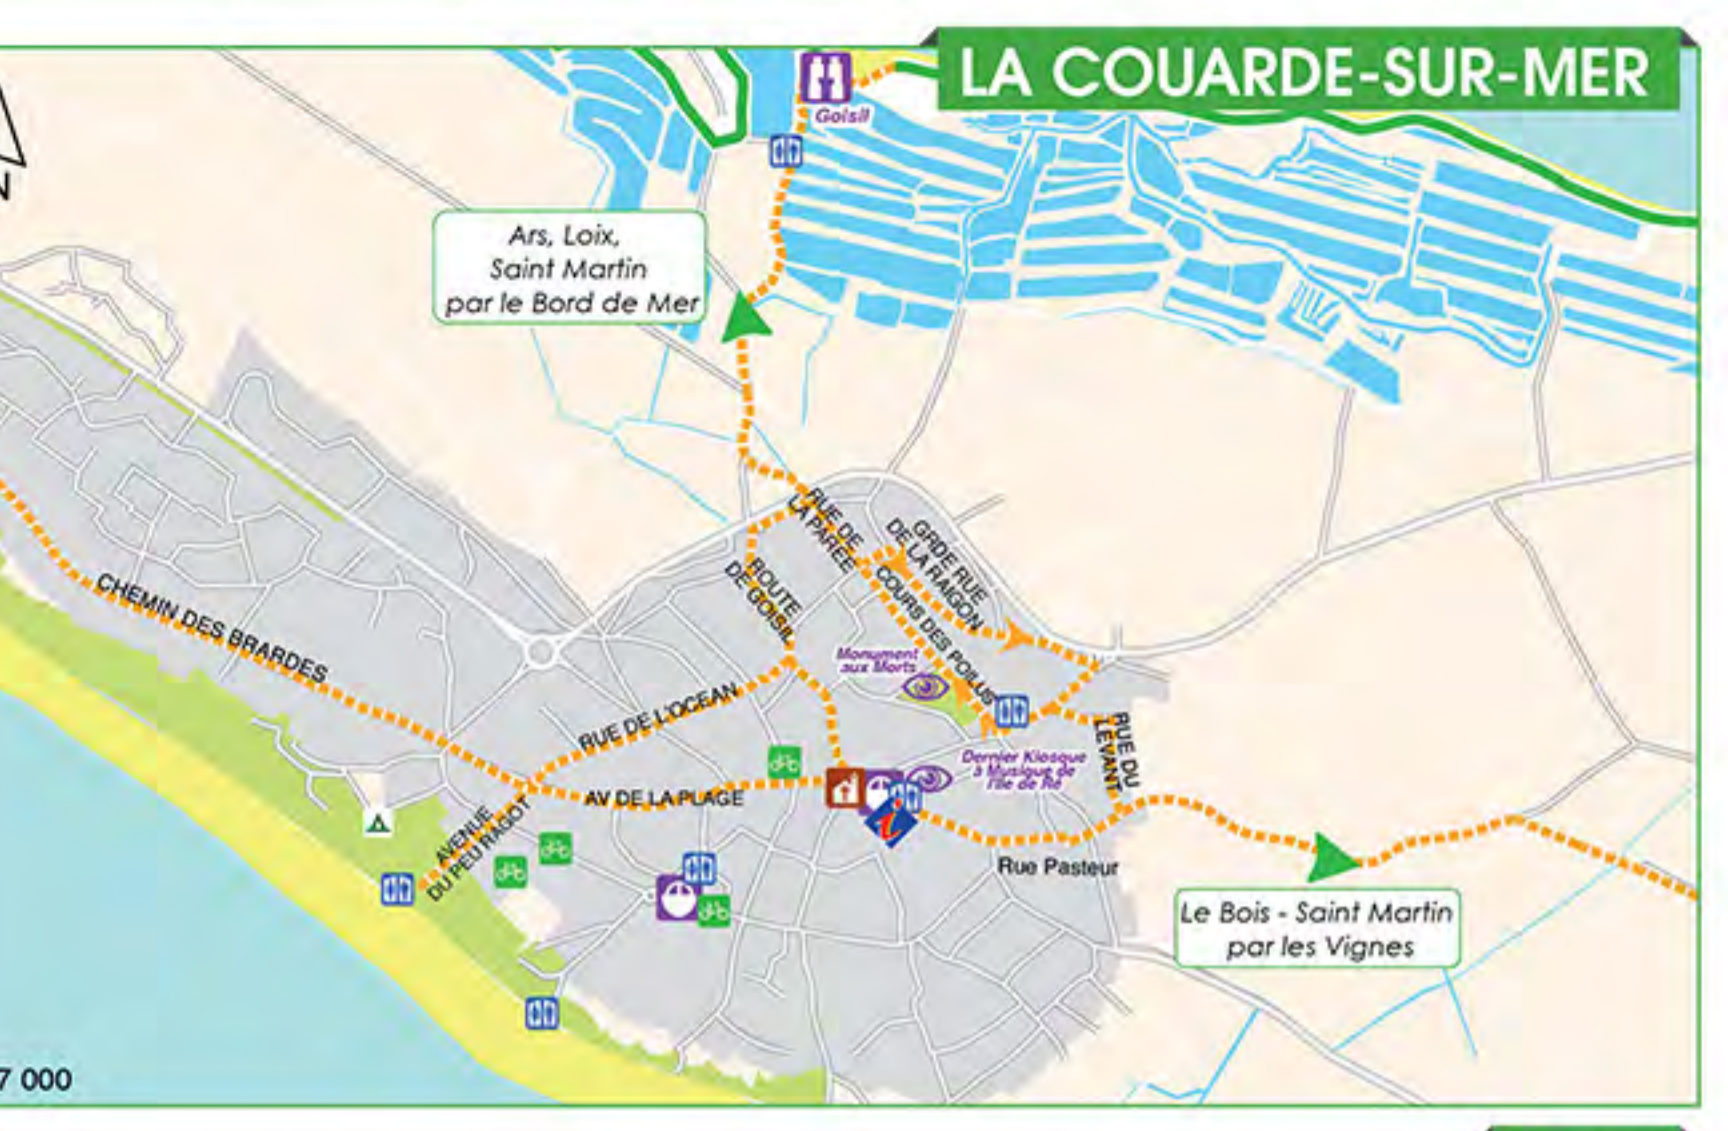 LA COUARDE-SUR-MER
Goisil
Ars, Loix,
Saint Martin
par le Bord de Mer
N
RUE DE
LA PARÉE
GRDE RUE
DE LA RAIGON
COURS DES POILUS
ROUTE
DE GOISIL
CHEMIN DES BRARDES
Monument
aux Morts
RUE DE L'OCEAN
RUE DU
LEVANT
Dernier Kiosque
à Musique de
l'île de Ré
AV DE LA PLAGE
AVENUE
DU PEU RAGOT
i
Rue Pasteur
Le Bois - Saint Martin
par les Vignes
7 000